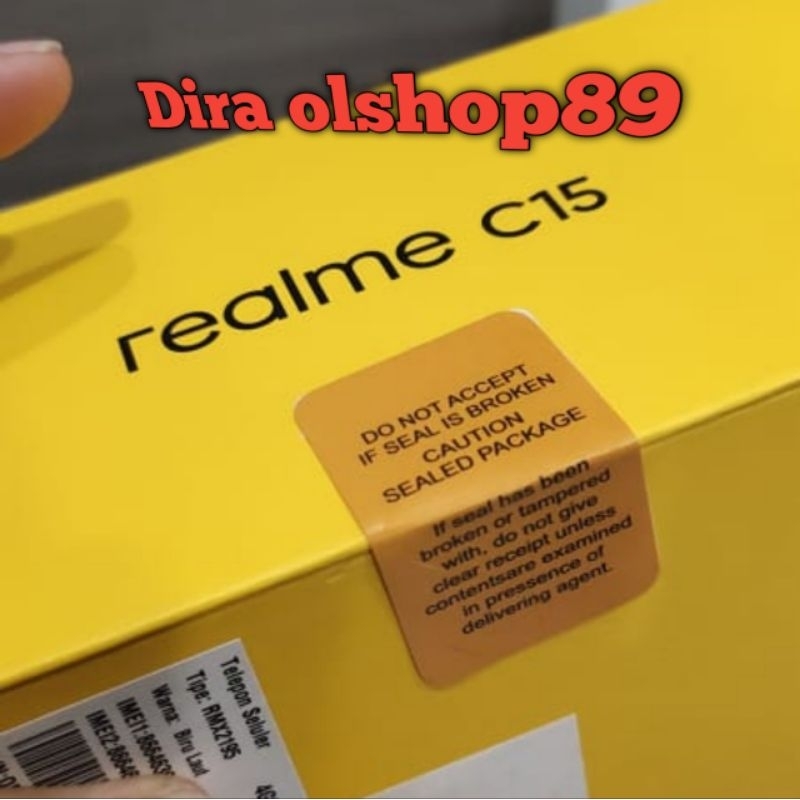 Dira olshop89
realme C15
DO NOT ACCEPT
IF SEAL IS BROKEN
CAUTION
SEALED PACKAGE
If seal has been
broken or tampered
with, do not give
clear receipt unless
contentsare examined
in pressence of
delivering agent.
Telepon Seluler
Tipe: RMX2195
Warna: Biru Laut
IMEI1:
IMEI2: